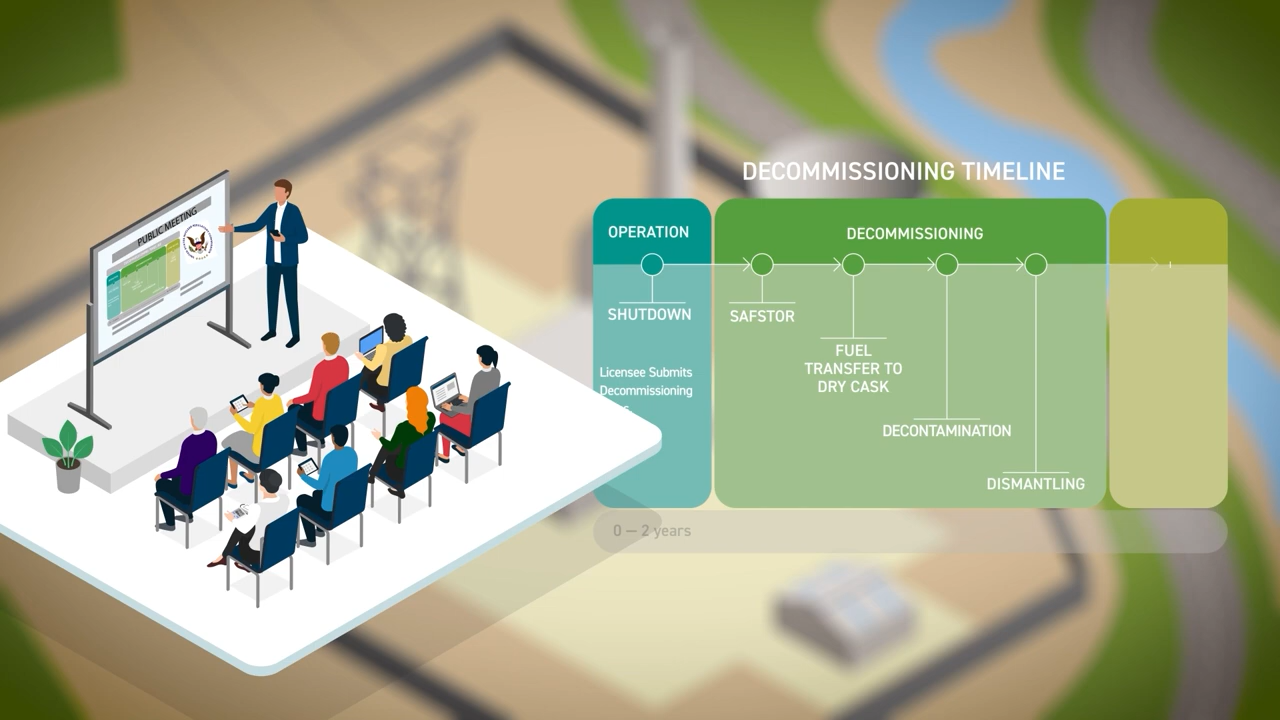 PUBLIC MEETING
DECOMMISSIONING TIMELINE
OPERATION
SHUTDOWN
Licensee Submits
Decommissioning
DECOMMISSIONING
SAFSTOR
FUEL
TRANSFER TO
DRY CASK
DECONTAMINATION
DISMANTLING
0 — 2 years